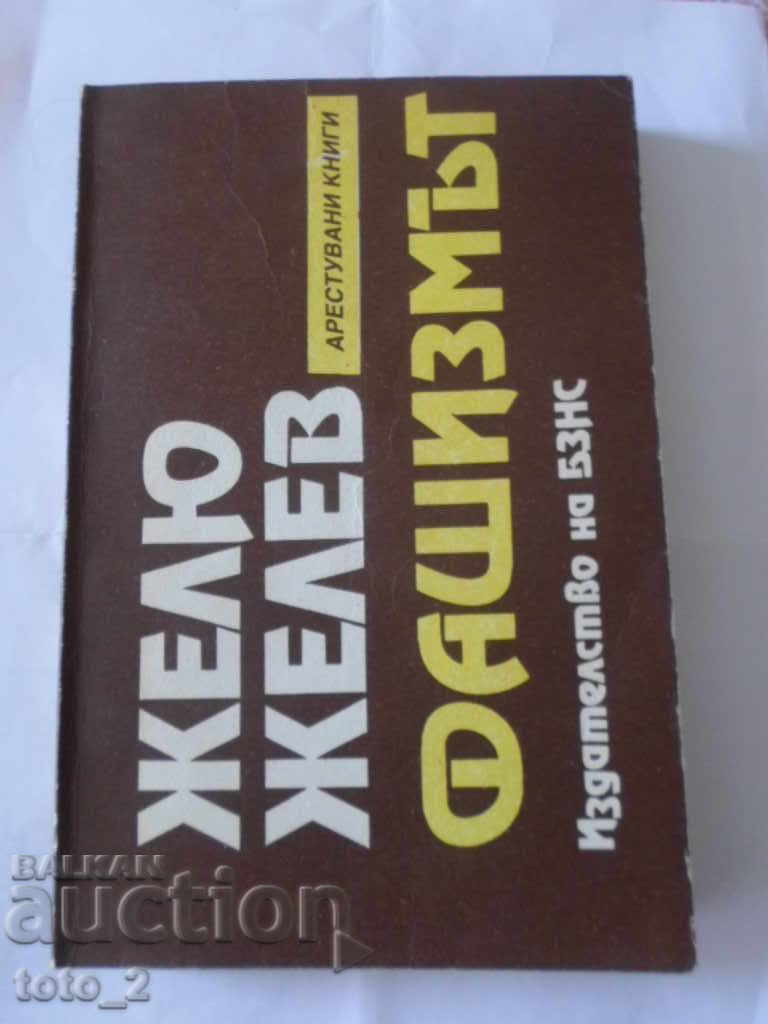 ЖЕЛЮ
ЖЕЛЕВ
АРЕСТУВАНИ КНИГИ
ФАШИЗМЪТ
Издателство на БЗНС
BALKAN
auction
toto_2